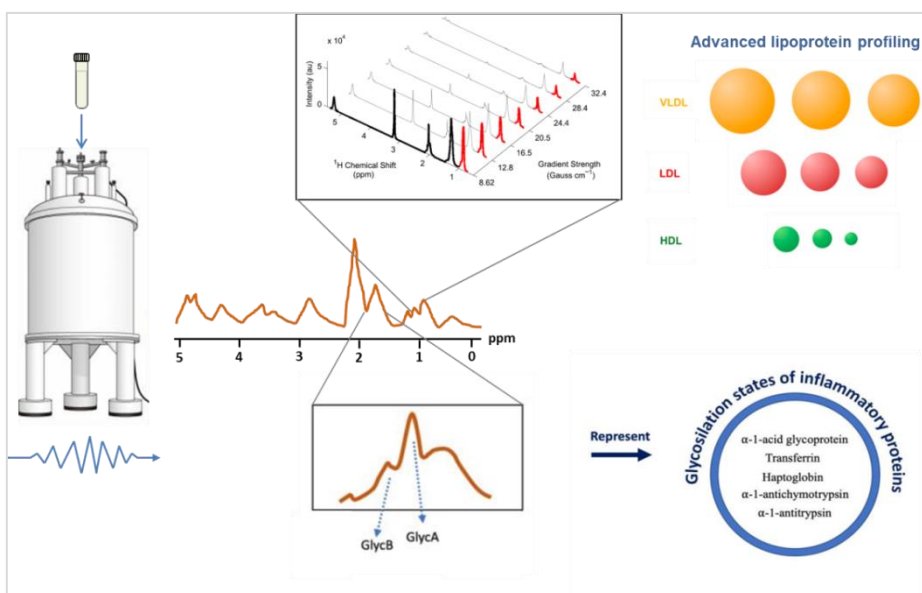 x 10⁴
5
0
Intensity (au)
5
4
3
2
1
¹H Chemical Shift
(ppm)
8.62
12.8
16.5
20.5
24.4
28.4
32.4
Gradient Strength
(Gauss cm⁻¹)
Advanced lipoprotein profiling
VLDL
LDL
HDL
ppm
5 4 3 2 1 0
GlycB GlycA
Represent
Glycosilation states of inflammatory proteins
α-1-acid glycoprotein
Transferrin
Haptoglobin
α-1-antichymotrypsin
α-1-antitrypsin